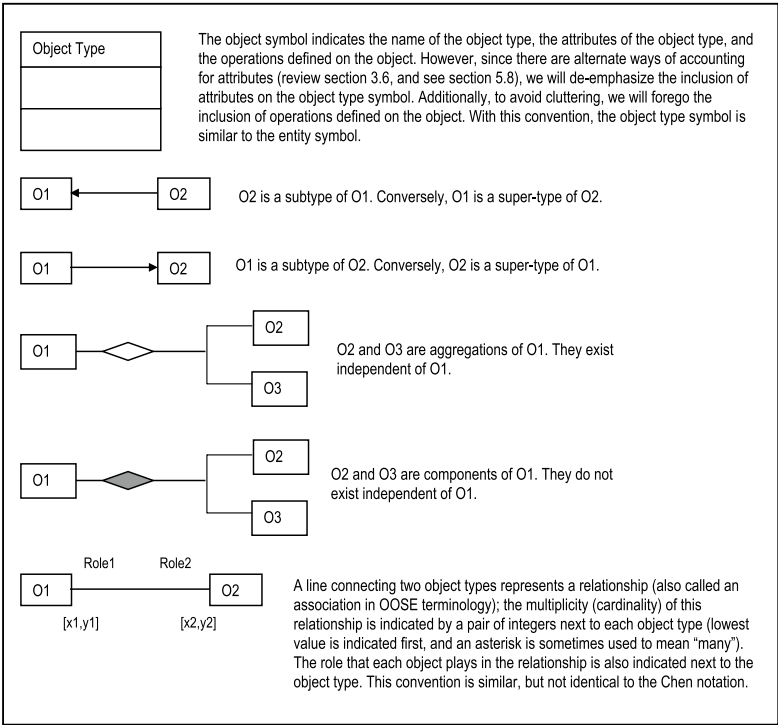 Object Type
The object symbol indicates the name of the object type, the attributes of the object type, and
the operations defined on the object. However, since there are alternate ways of accounting
for attributes (review section 3.6, and see section 5.8), we will de-emphasize the inclusion of
attributes on the object type symbol. Additionally, to avoid cluttering, we will forego the
inclusion of operations defined on the object. With this convention, the object type symbol is
similar to the entity symbol.
O1 O2 O2 is a subtype of O1. Conversely, O1 is a super-type of O2.
O1 O2 O1 is a subtype of O2. Conversely, O2 is a super-type of O1.
O1
O2
O3
O2 and O3 are aggregations of O1. They exist
independent of O1.
O1
O2
O3
O2 and O3 are components of O1. They do not
exist independent of O1.
Role1 Role2
O1 O2
[x1,y1] [x2,y2]
A line connecting two object types represents a relationship (also called an
association in OOSE terminology); the multiplicity (cardinality) of this
relationship is indicated by a pair of integers next to each object type (lowest
value is indicated first, and an asterisk is sometimes used to mean “many”).
The role that each object plays in the relationship is also indicated next to the
object type. This convention is similar, but not identical to the Chen notation.